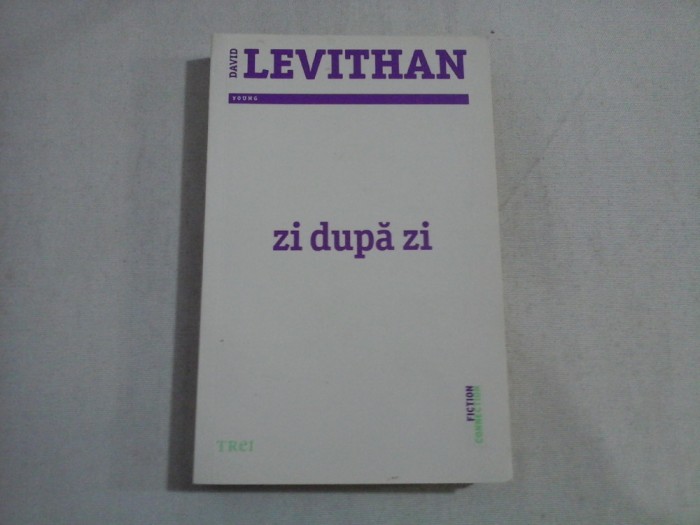 DAVID
LEVITHAN
YOUNG
zi după zi
FICTION
CONNECTION
TREI